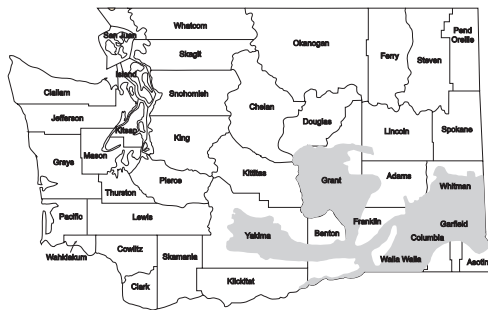 Whatcom
San Juan
Pend
Oreille
Okanogan
Ferry
Steven
Skagit
Island
Clallam
Snohomish
Chelan
Jefferson
Douglas
Kitsap
King
Lincoln
Spokane
Grays
Mason
Kittitas
Grant
Adams
Pierce
Whitman
Thurston
Pacific
Lewis
Franklin
Garfield
Yakima
Benton
Columbia
Wahkiakum
Cowlitz
Skamania
Walla Walla
Asotin
Klickitat
Clark